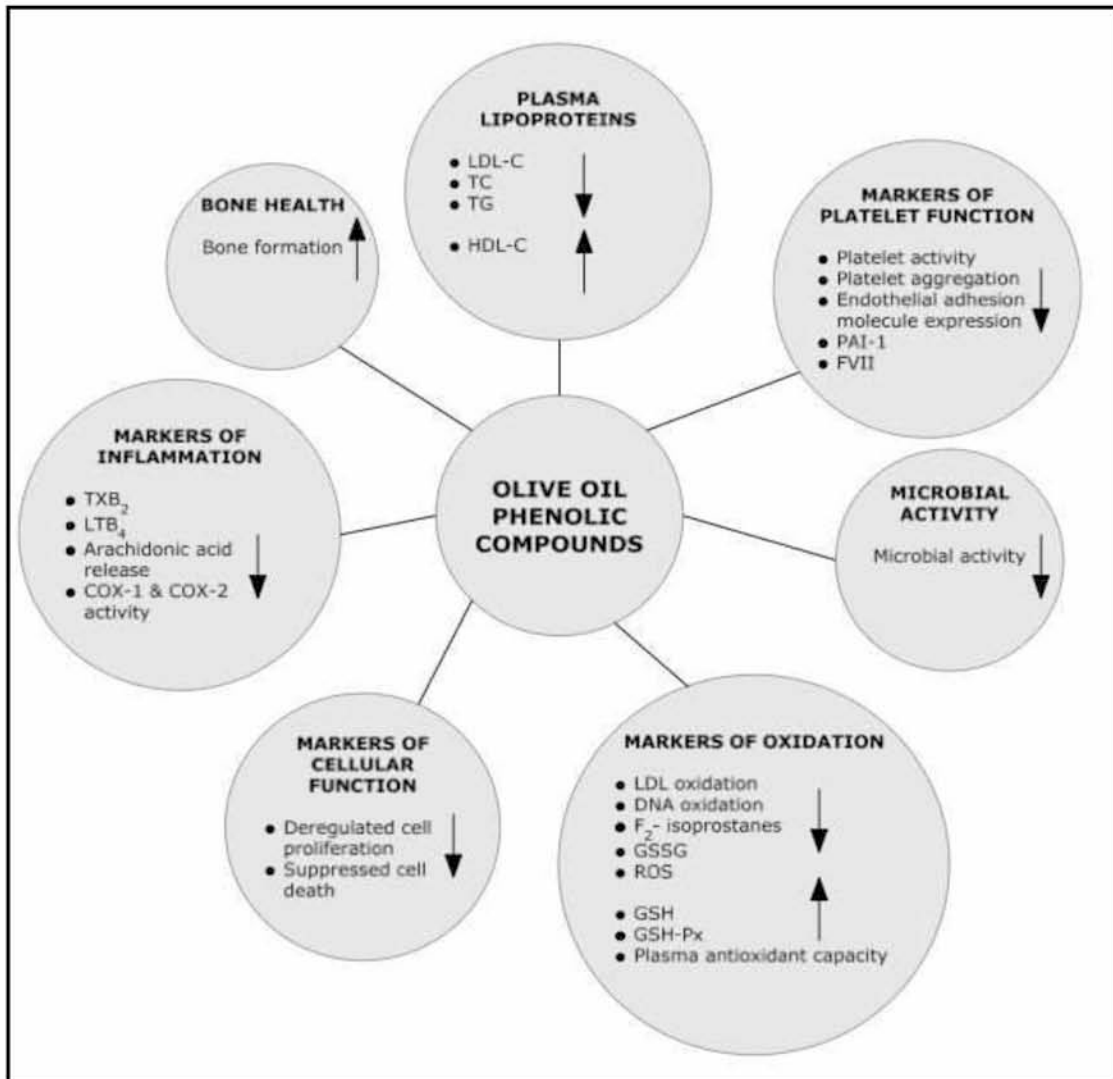 PLASMA
LIPOPROTEINS
● LDL-C
● TC
● TG
● HDL-C
MARKERS OF
PLATELET FUNCTION
● Platelet activity
● Platelet aggregation
● Endothelial adhesion
molecule expression
● PAI-1
● FVII
BONE HEALTH
Bone formation
MARKERS OF
INFLAMMATION
● TXB₂
● LTB₄
● Arachidonic acid
release
● COX-1 & COX-2
activity
OLIVE OIL
PHENOLIC
COMPOUNDS
MICROBIAL
ACTIVITY
Microbial activity
MARKERS OF
CELLULAR
FUNCTION
● Deregulated cell
proliferation
● Suppressed cell
death
MARKERS OF OXIDATION
● LDL oxidation
● DNA oxidation
● F₂- isoprostanes
● GSSG
● ROS
● GSH
● GSH-Px
● Plasma antioxidant capacity